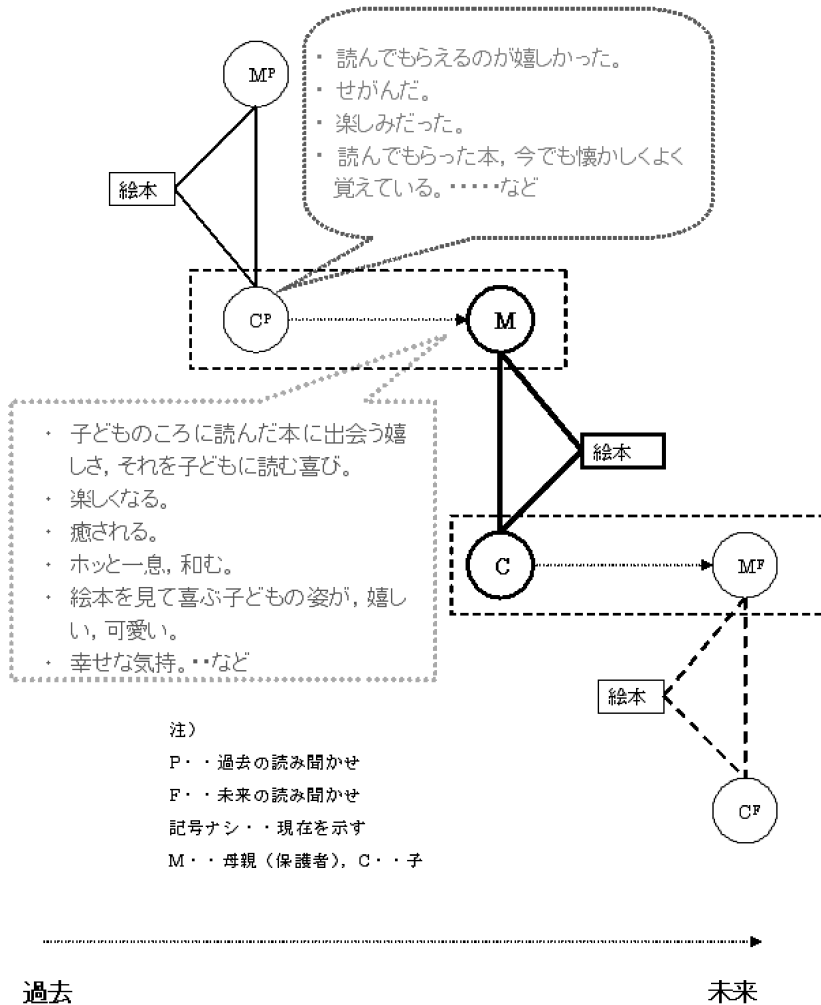 Mᴾ
・ 読んでもらえるのが嬉しかった。
・ せがんだ。
・ 楽しみだった。
・ 読んでもらった本，今でも懐かしくよく
覚えている。・・・・・など
絵本
Cᴾ
M
・ 子どものころに読んだ本に出会う嬉
しさ，それを子どもに読む喜び。
・ 楽しくなる。
・ 癒される。
・ ホッと一息，和む。
・ 絵本を見て喜ぶ子どもの姿が，嬉し
い，可愛い。
・ 幸せな気持。・・など
絵本
C
Mꟳ
絵本
Cꟳ
注）
P・・過去の読み聞かせ
F・・未来の読み聞かせ
記号ナシ・・現在を示す
M・・母親（保護者），C・・子
過去
未来